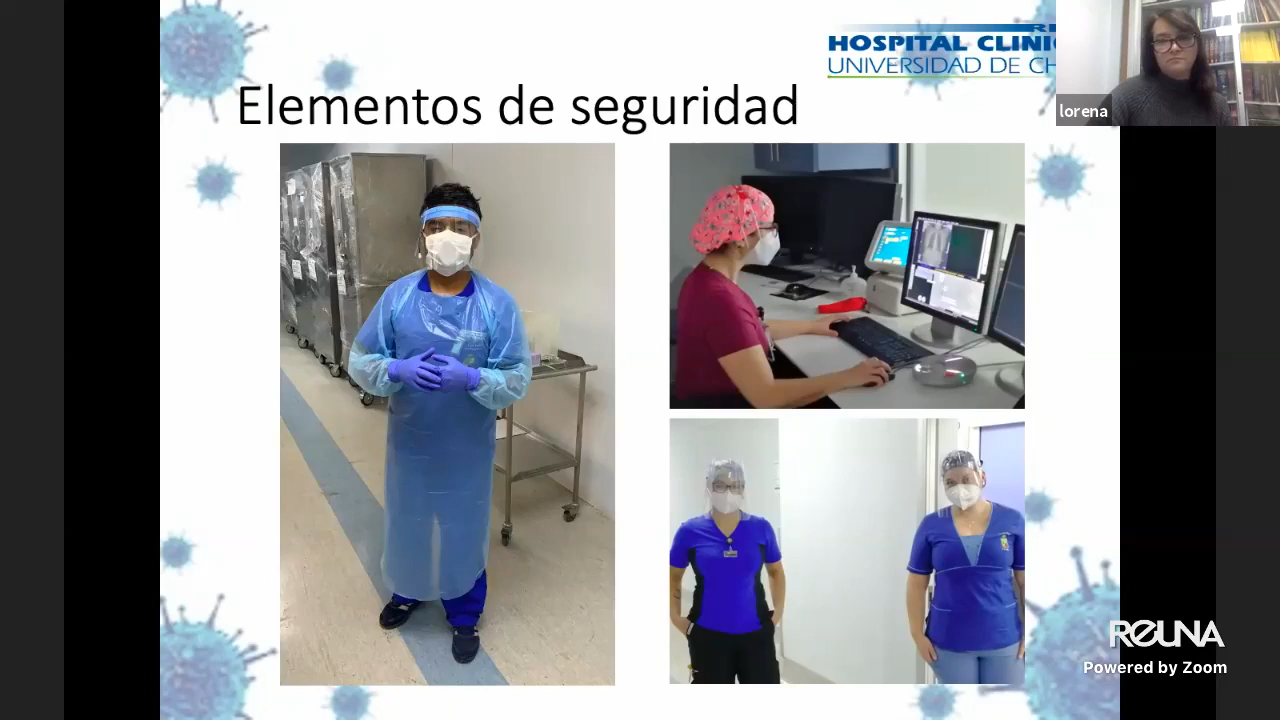 HOSPITAL CLINIC
UNIVERSIDAD DE CH
lorena
Elementos de seguridad
REUNA
Powered by Zoom